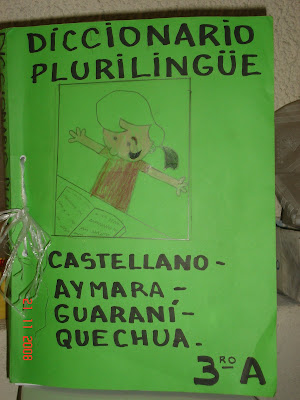 DICCIONARIO
PLURILINGÜE
CASTELLANO-
AYMARA-
GUARANÍ-
QUECHUA.
3RO A